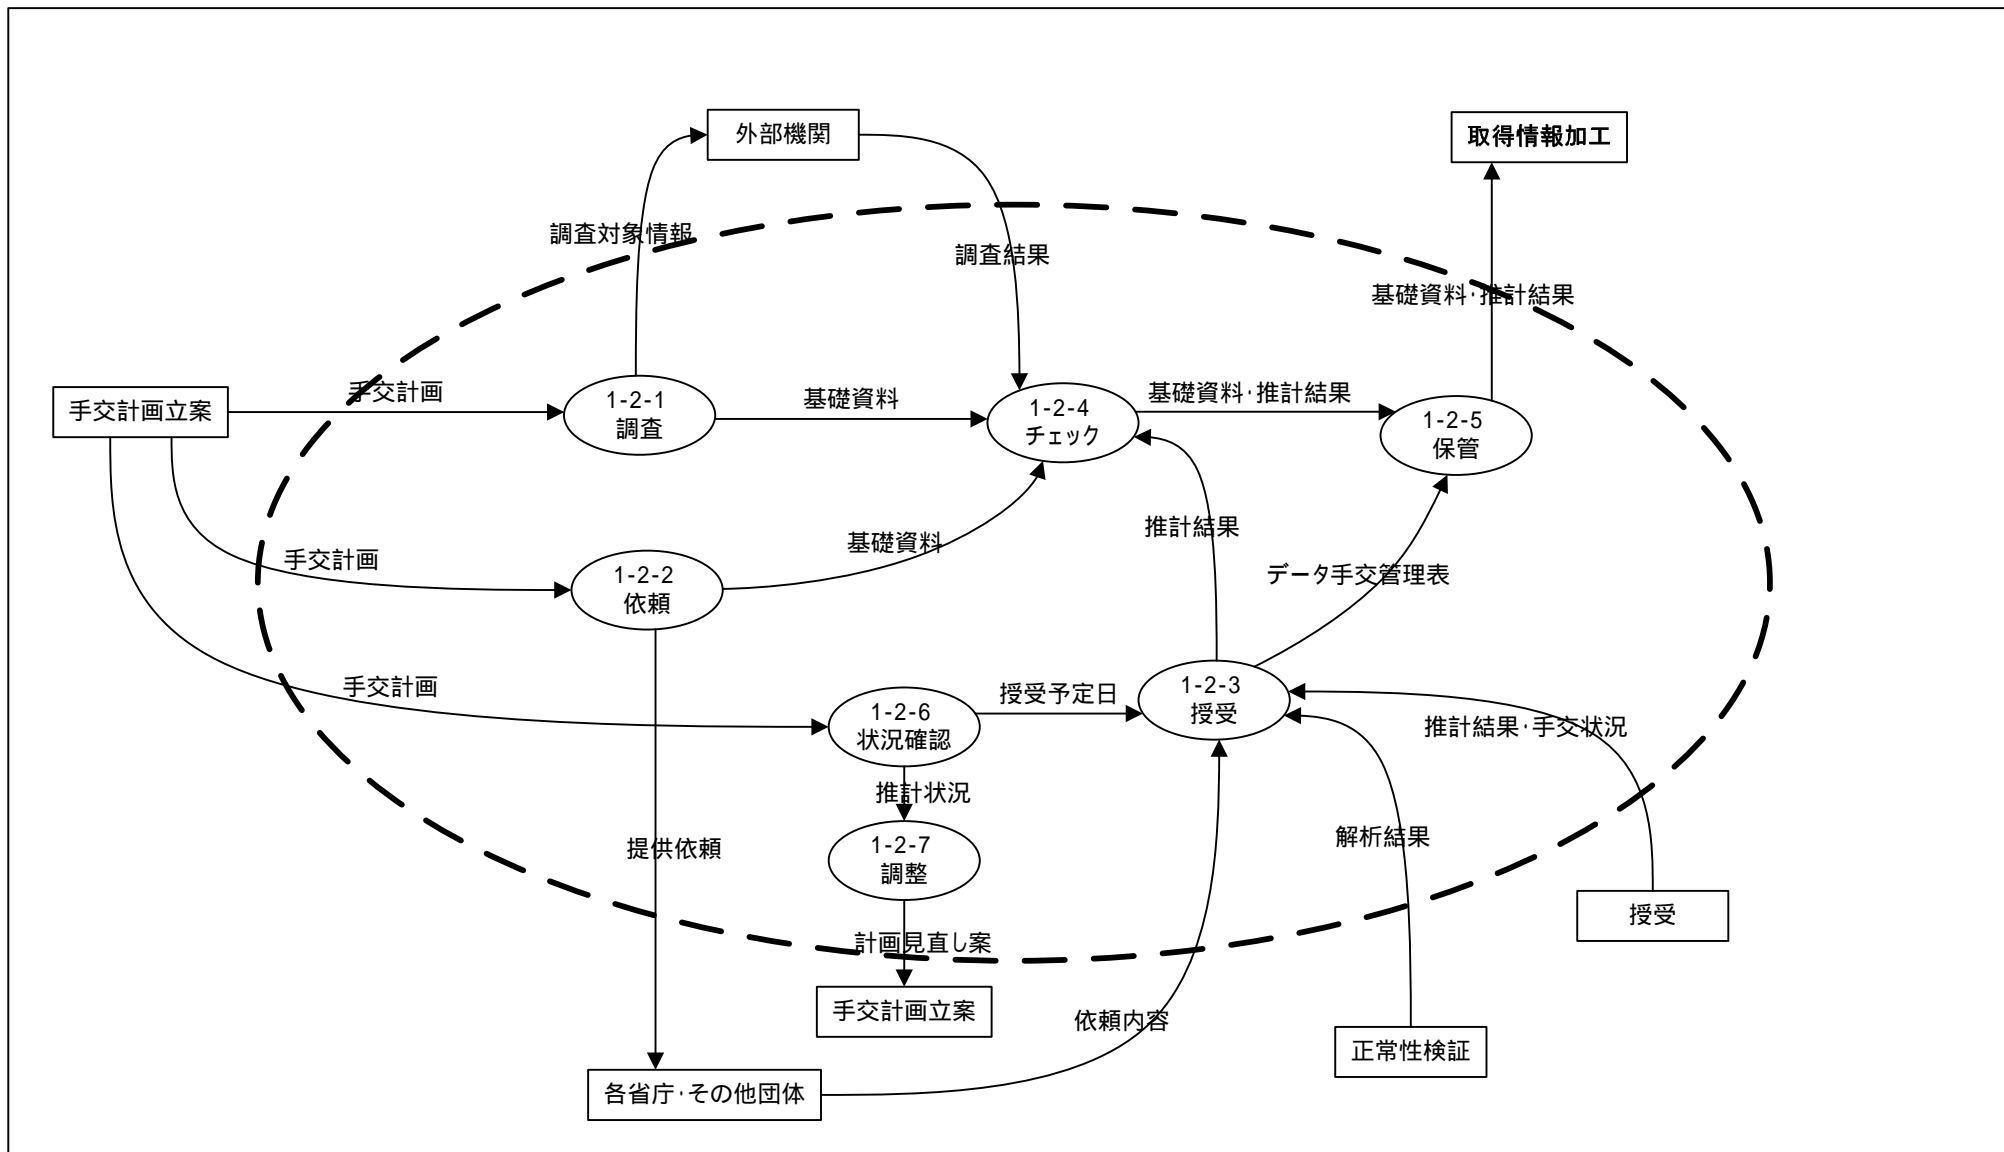 外部機関
取得情報加工
調査対象情報
調査結果
基礎資料・推計結果
手交計画立案
手交計画
1-2-1
調査
基礎資料
1-2-4
チェック
基礎資料・推計結果
1-2-5
保管
手交計画
1-2-2
依頼
基礎資料
推計結果
データ手交管理表
手交計画
1-2-6
状況確認
授受予定日
1-2-3
授受
推計結果・手交状況
推計状況
提供依頼
1-2-7
調整
解析結果
授受
計画見直し案
手交計画立案
依頼内容
正常性検証
各省庁・その他団体